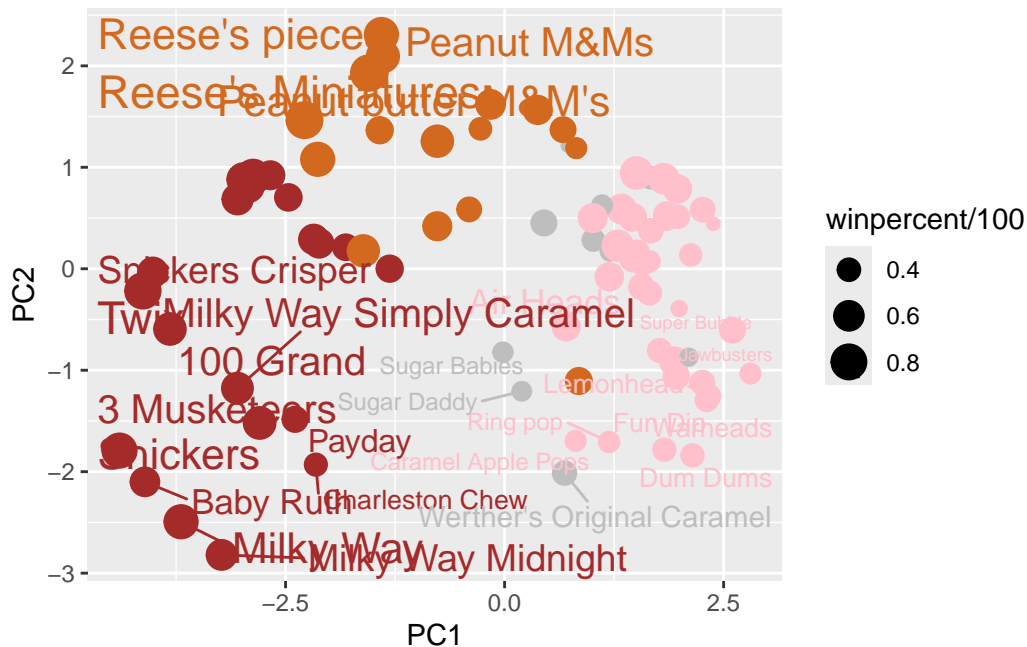 Reese's pieces
Peanut M&Ms
Reese's Miniatures
Peanut butter M&M's
Snickers Crisper
Twix
Milky Way Simply Caramel
Air Heads
Super Bubble
100 Grand
Sugar Babies
Jawbusters
Lemonhead
3 Musketeers
Sugar Daddy
Ring pop
Fun Dip
Warheads
Payday
Snickers
Caramel Apple Pops
Dum Dums
Baby Ruth
Charleston Chew
Werther's Original Caramel
Milky Way
Milky Way Midnight
2
1
0
−1
−2
−3
PC2
−2.5
0.0
2.5
PC1
winpercent/100
0.4
0.6
0.8